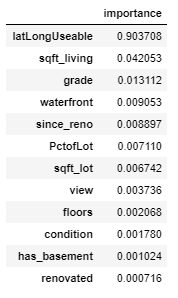 importance
latLongUseable 0.903708
sqft_living 0.042053
grade 0.013112
waterfront 0.009053
since_reno 0.008897
PctofLot 0.007110
sqft_lot 0.006742
view 0.003736
floors 0.002068
condition 0.001780
has_basement 0.001024
renovated 0.000716